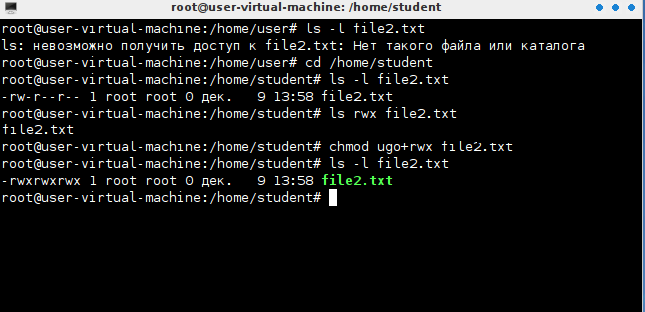 root@user-virtual-machine: /home/student
root@user-virtual-machine:/home/user# ls -l file2.txt
ls: невозможно получить доступ к file2.txt: Нет такого файла или каталога
root@user-virtual-machine:/home/user# cd /home/student
root@user-virtual-machine:/home/student# ls -l file2.txt
-rw-r--r-- 1 root root 0 дек.   9 13:58 file2.txt
root@user-virtual-machine:/home/student# ls rwx file2.txt
file2.txt
root@user-virtual-machine:/home/student# chmod ugo+rwx file2.txt
root@user-virtual-machine:/home/student# ls -l file2.txt
-rwxrwxrwx 1 root root 0 дек.   9 13:58 file2.txt
root@user-virtual-machine:/home/student#